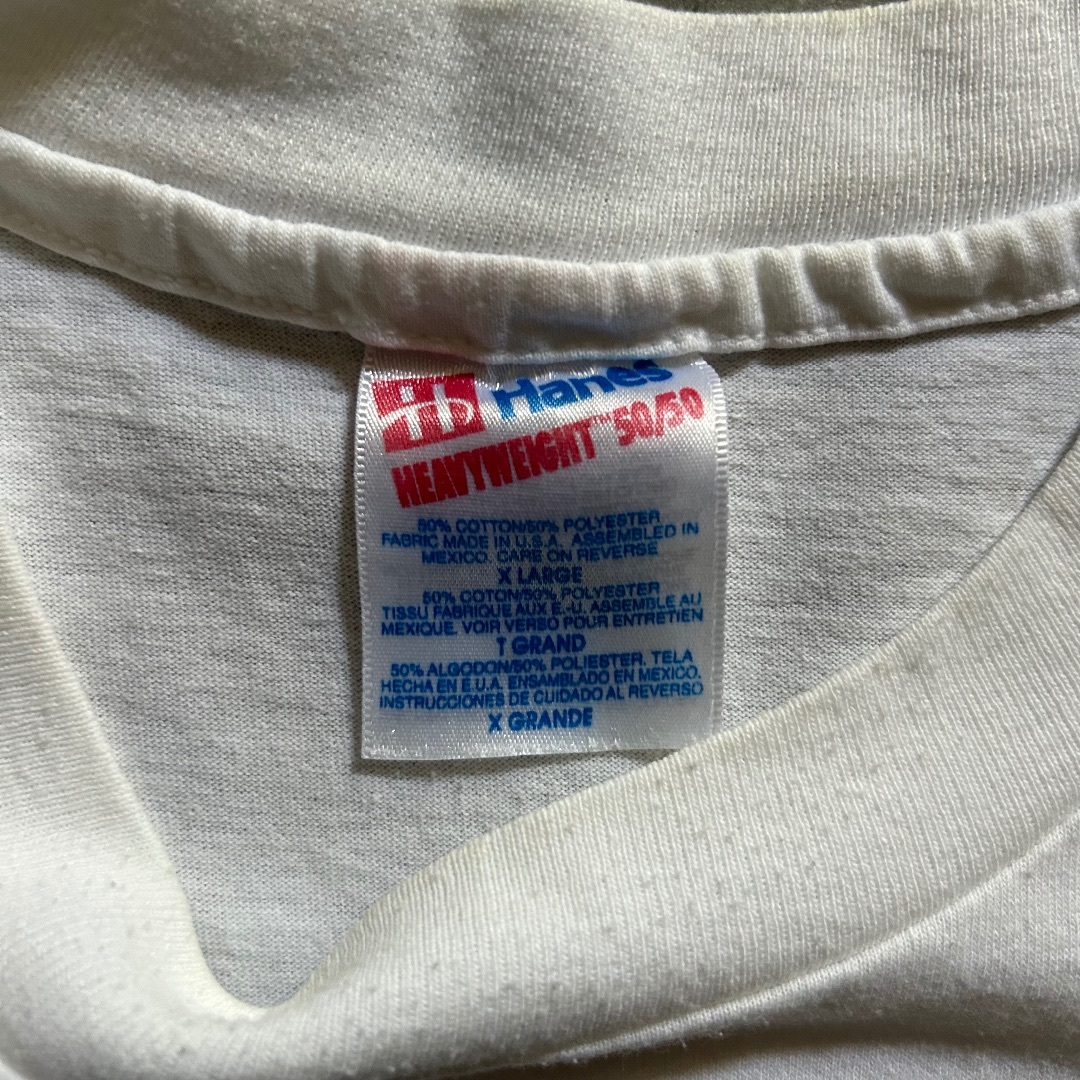 Hanes
HEAVYWEIGHT™ 50/50
50% COTTON/50% POLYESTER
FABRIC MADE IN U.S.A. ASSEMBLED IN
MEXICO. CARE ON REVERSE
X LARGE
50% COTON/50% POLYESTER
TISSU FABRIQUE AUX E.-U. ASSEMBLE AU
MEXIQUE. VOIR VERSO POUR ENTRETIEN
T GRAND
50% ALGODON/50% POLIESTER. TELA
HECHA EN E.U.A. ENSAMBLADO EN MEXICO.
INSTRUCCIONES DE CUIDADO AL REVERSO
X GRANDE